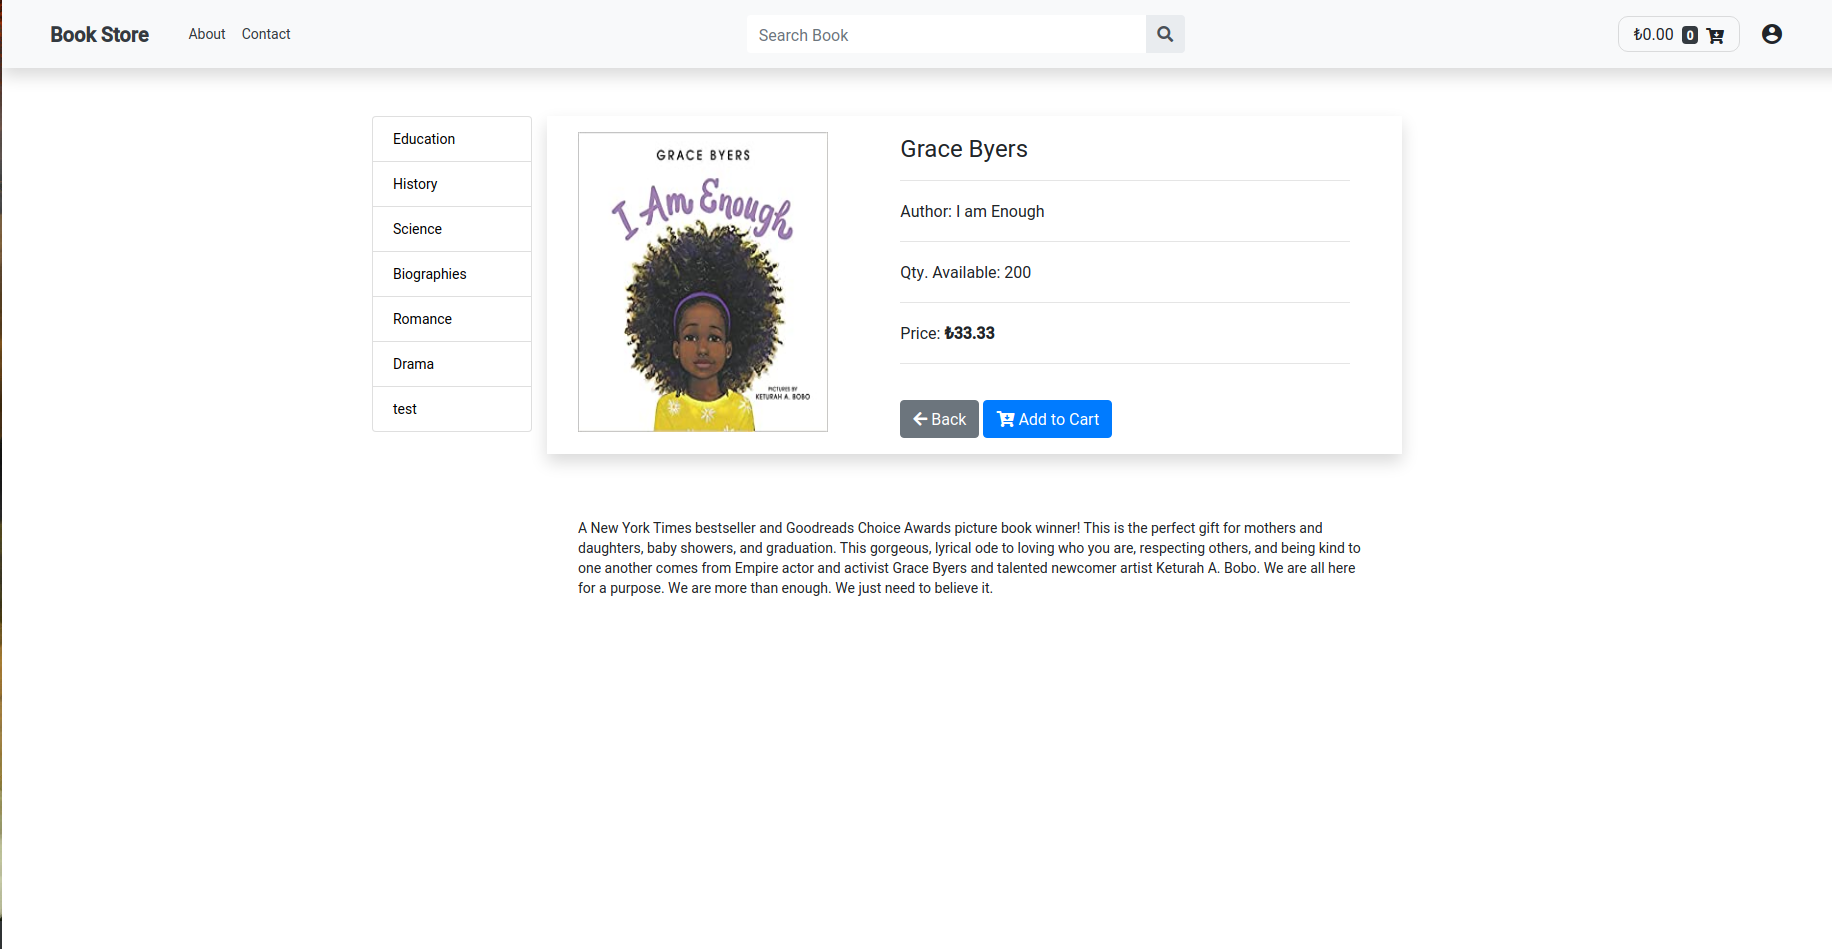 Book Store
About
Contact
Search Book
₺0.00 0
Education
History
Science
Biographies
Romance
Drama
test
GRACE BYERS
I Am Enough
PICTURES BY
KETURAH A. BOBO
Grace Byers
Author: I am Enough
Qty. Available: 200
Price: ₺33.33
Back
Add to Cart
A New York Times bestseller and Goodreads Choice Awards picture book winner! This is the perfect gift for mothers and
daughters, baby showers, and graduation. This gorgeous, lyrical ode to loving who you are, respecting others, and being kind to
one another comes from Empire actor and activist Grace Byers and talented newcomer artist Keturah A. Bobo. We are all here
for a purpose. We are more than enough. We just need to believe it.